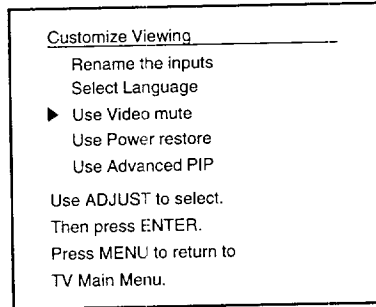 Customize Viewing
Rename the inputs
Select Language
Use Video mute
Use Power restore
Use Advanced PIP
Use ADJUST to select.
Then press ENTER.
Press MENU to return to
TV Main Menu.